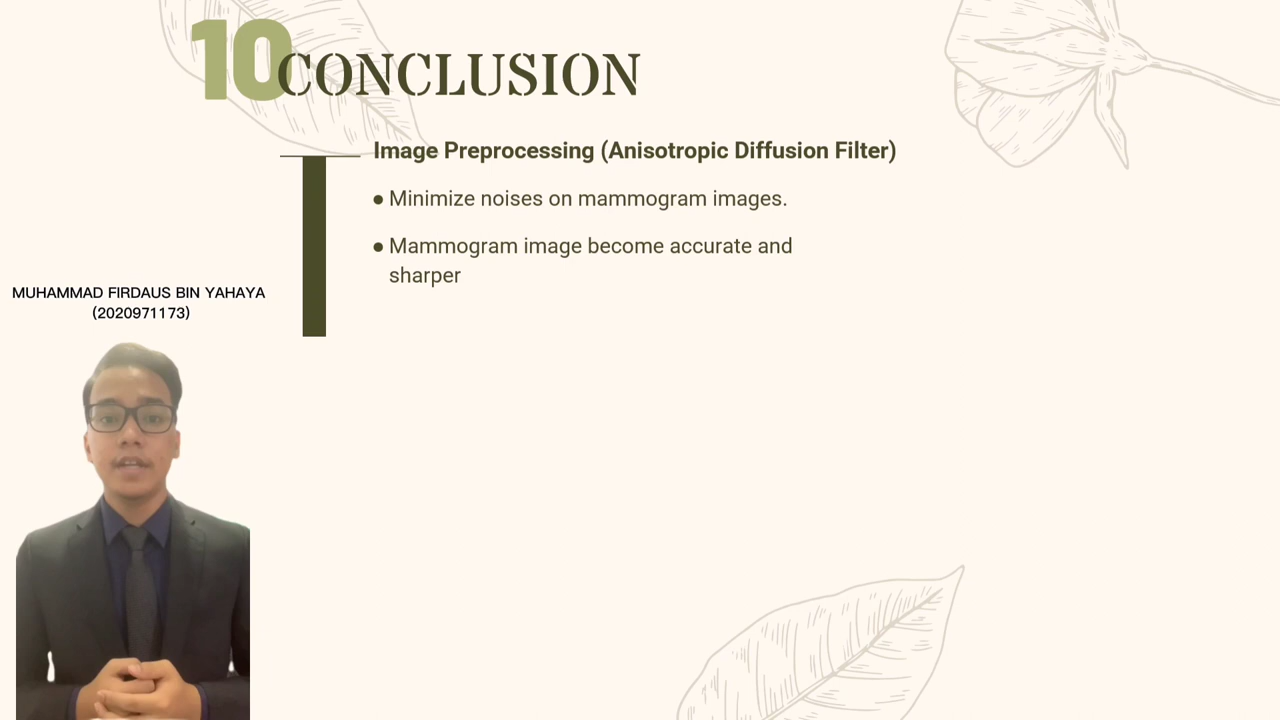 10 CONCLUSION
Image Preprocessing (Anisotropic Diffusion Filter)
● Minimize noises on mammogram images.
● Mammogram image become accurate and
sharper
MUHAMMAD FIRDAUS BIN YAHAYA
(2020971173)